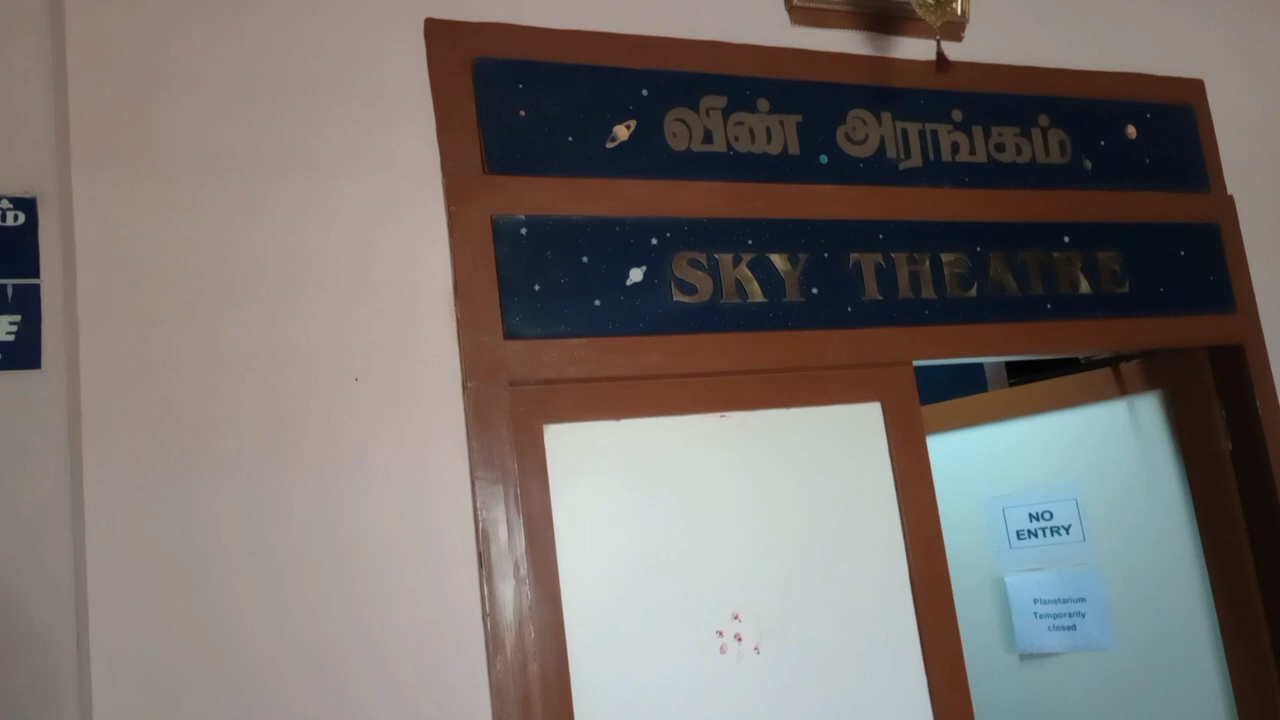 விண் அரங்கம்
SKY THEATRE
NO
ENTRY
Planetarium
Temporarily
closed